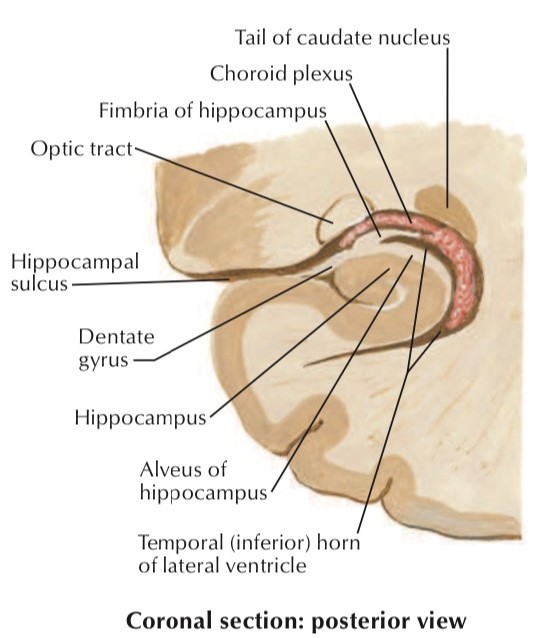 Tail of caudate nucleus
Choroid plexus
Fimbria of hippocampus
Optic tract
Hippocampal
sulcus
Dentate
gyrus
Hippocampus
Alveus of
hippocampus
Temporal (inferior) horn
of lateral ventricle
Coronal section: posterior view